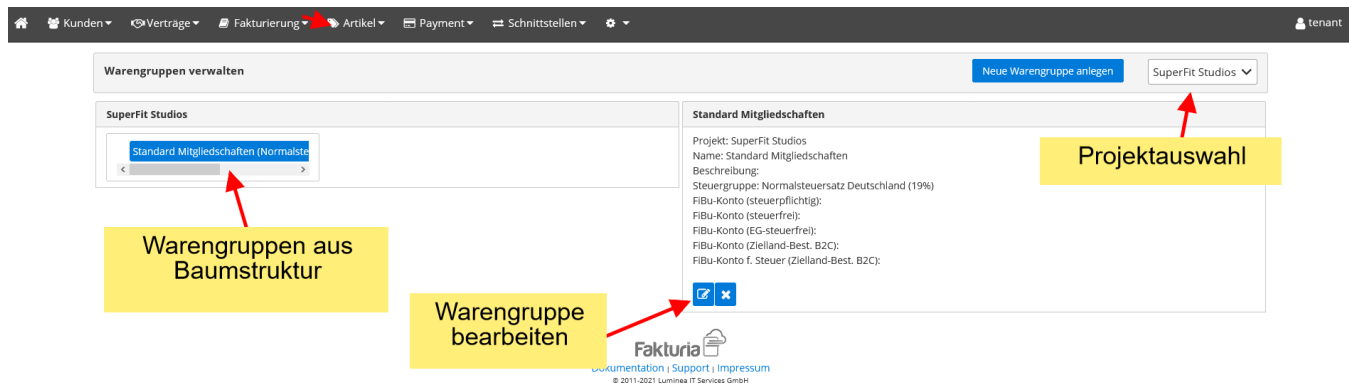 Kunden Verträge Fakturierung Artikel Payment Schnittstellen tenant
Warengruppen verwalten Neue Warengruppe anlegen SuperFit Studios
SuperFit Studios
Standard Mitgliedschaften (Normalste
Warengruppen aus
Baumstruktur
Standard Mitgliedschaften
Projekt: SuperFit Studios
Name: Standard Mitgliedschaften
Beschreibung:
Steuergruppe: Normalsteuersatz Deutschland (19%)
FiBu-Konto (steuerpflichtig):
FiBu-Konto (steuerfrei):
FiBu-Konto (EG-steuerfrei):
FiBu-Konto (Zielland-Best. B2C):
FiBu-Konto f. Steuer (Zielland-Best. B2C):
Projektauswahl
Warengruppe
bearbeiten
Fakturia
Dokumentation | Support | Impressum
© 2011-2021 Luminea IT Services GmbH